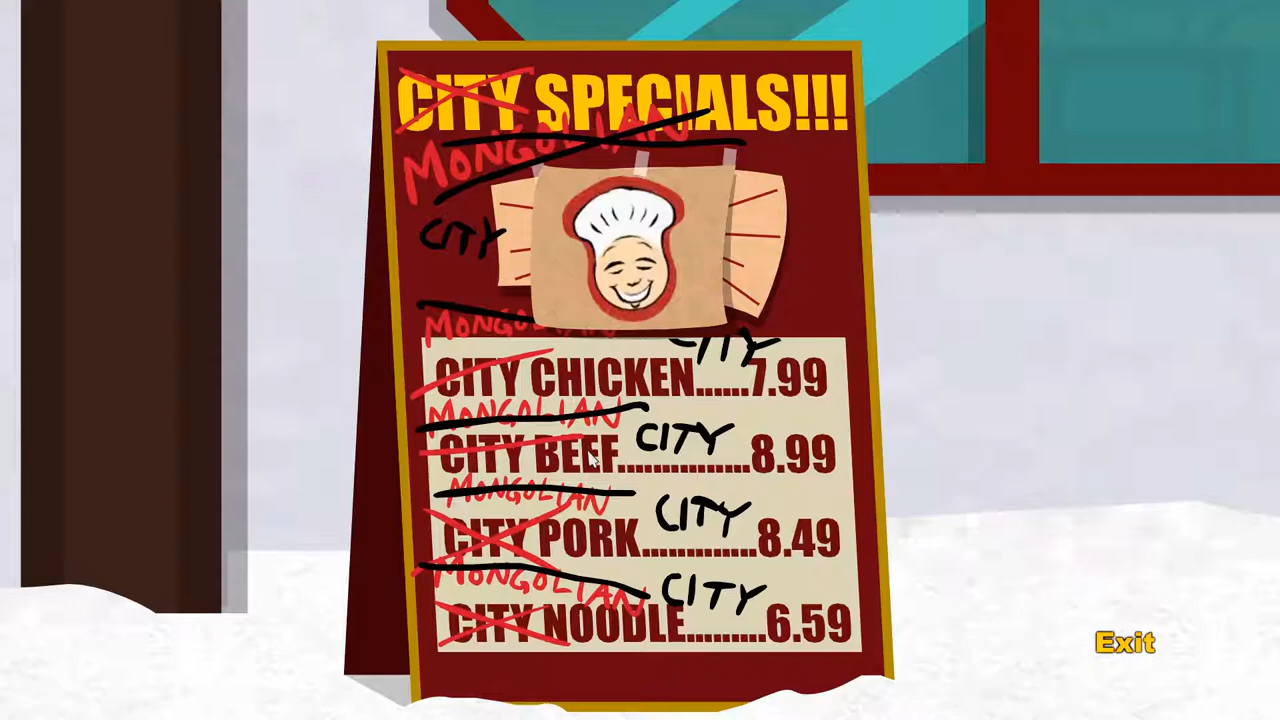 CITY SPECIALS!!!
MONGOLIAN
CITY
MONGOLIAN
CITY
CITY CHICKEN......7.99
MONGOLIAN
CITY
CITY BEEF...............8.99
MONGOLIAN
CITY
CITY PORK.............8.49
MONGOLIAN
CITY
CITY NOODLE.........6.59
Exit